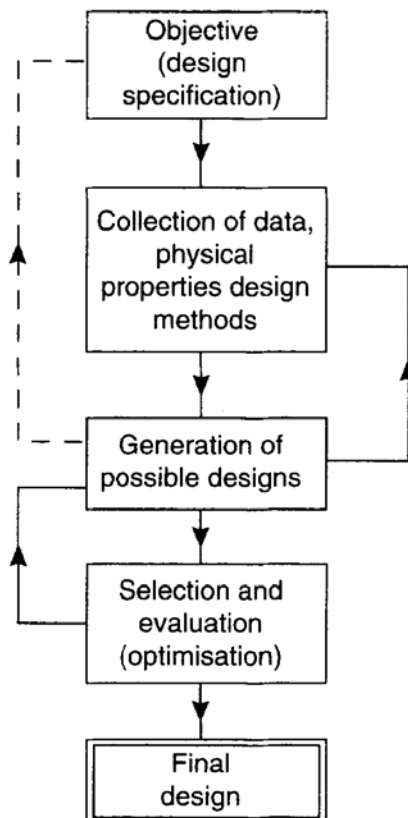 Objective
(design
specification)
Collection of data,
physical
properties design
methods
Generation of
possible designs
Selection and
evaluation
(optimisation)
Final
design